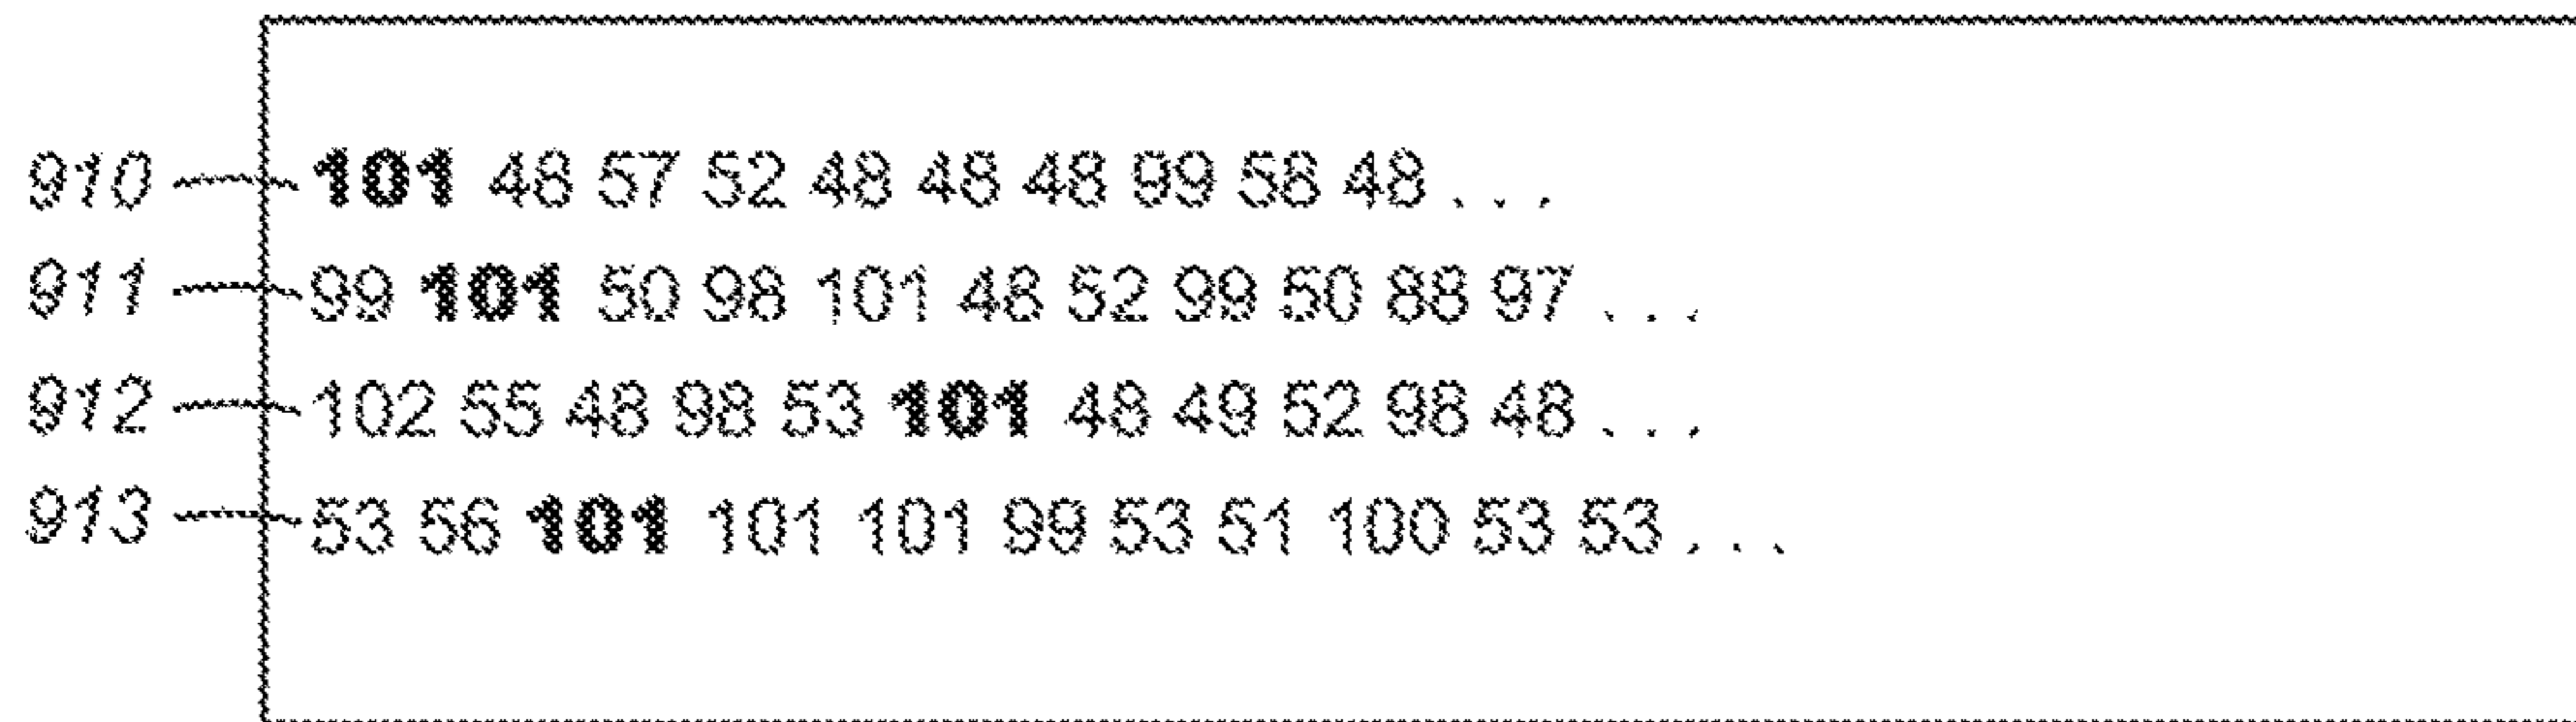 910 101 48 57 52 48 48 48 99 56 48 . . .
911 99 101 50 98 101 48 52 99 50 88 97 . . .
912 102 55 48 98 53 101 48 49 52 98 48 . . .
913 53 56 101 101 101 99 53 51 100 53 53 . . .